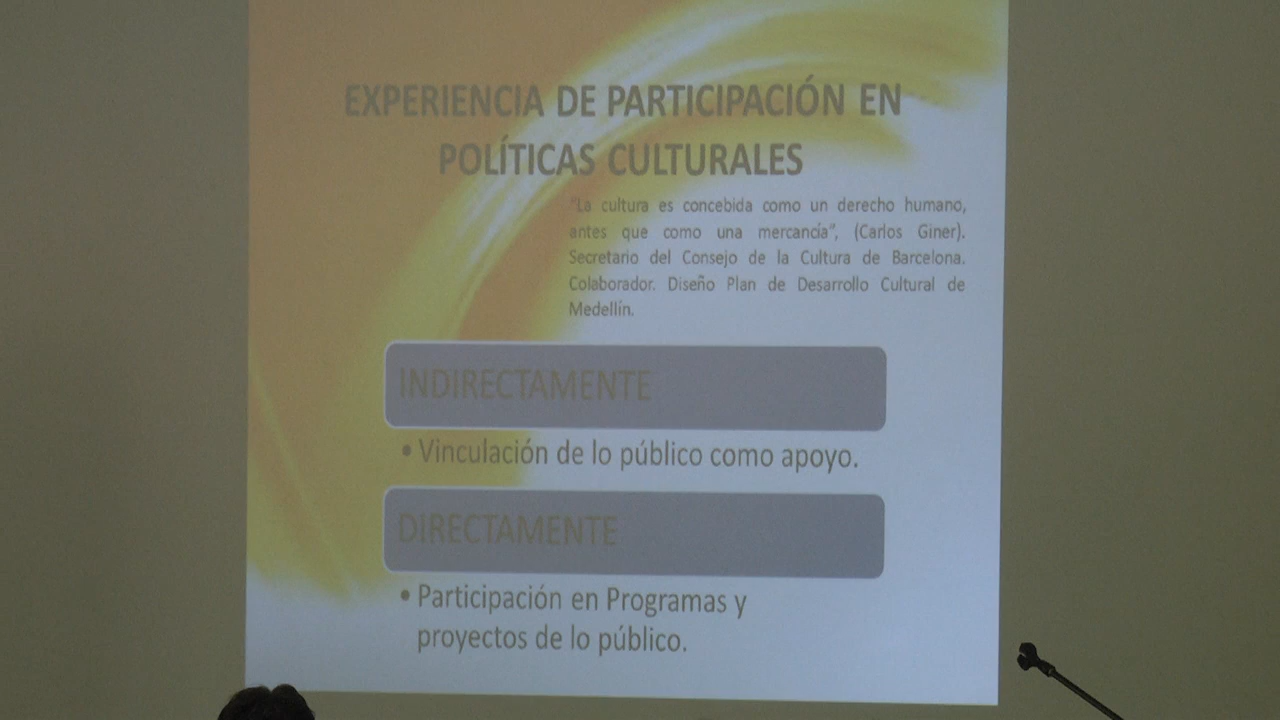 EXPERIENCIA DE PARTICIPACIÓN EN
POLÍTICAS CULTURALES
"La cultura es concebida como un derecho humano,
antes que como una mercancía", (Carlos Giner).
Secretario del Consejo de la Cultura de Barcelona.
Colaborador. Diseño Plan de Desarrollo Cultural de
Medellín.
INDIRECTAMENTE
• Vinculación de lo público como apoyo.
DIRECTAMENTE
• Participación en Programas y
proyectos de lo público.